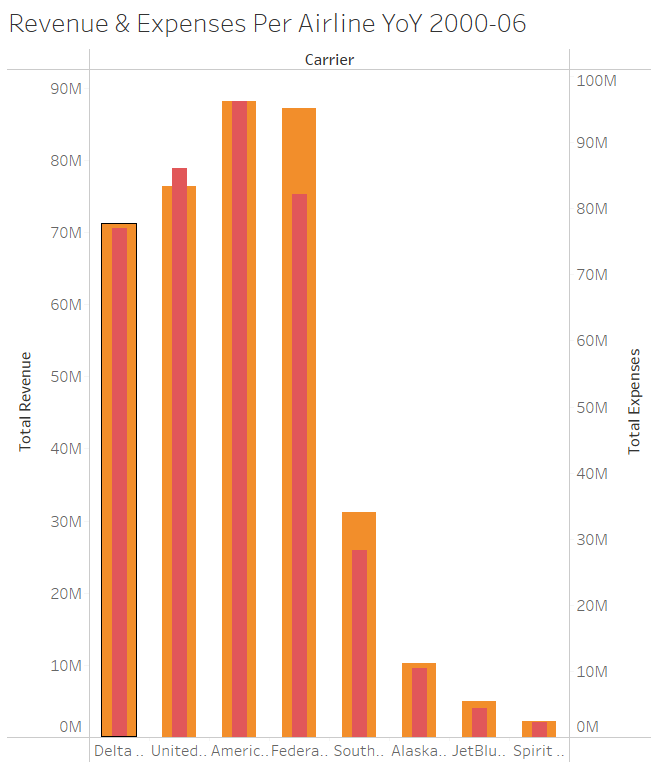 Revenue & Expenses Per Airline YoY 2000-06
Carrier
90M
80M
70M
60M
50M
40M
30M
20M
10M
0M
Total Revenue
100M
90M
80M
70M
60M
50M
40M
30M
20M
10M
0M
Total Expenses
Delta .. United.. Americ.. Federa.. South.. Alaska.. JetBlu.. Spirit ..